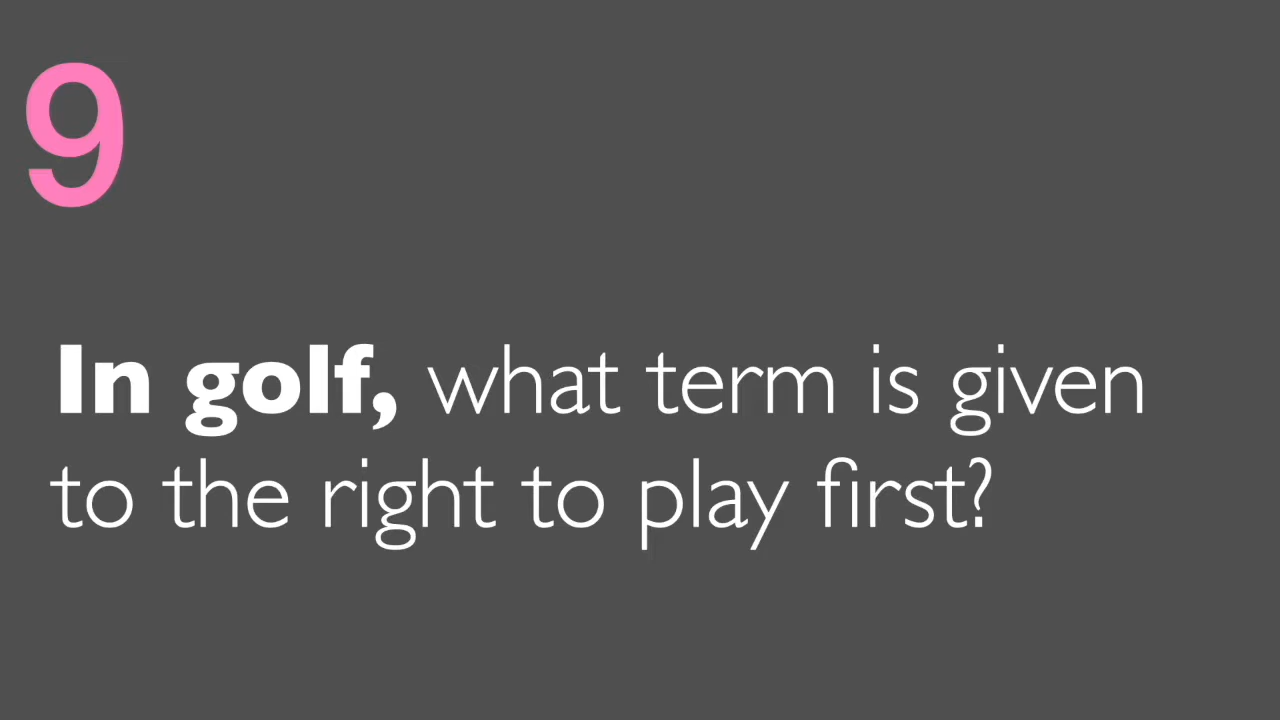 9
In golf, what term is given
to the right to play first?